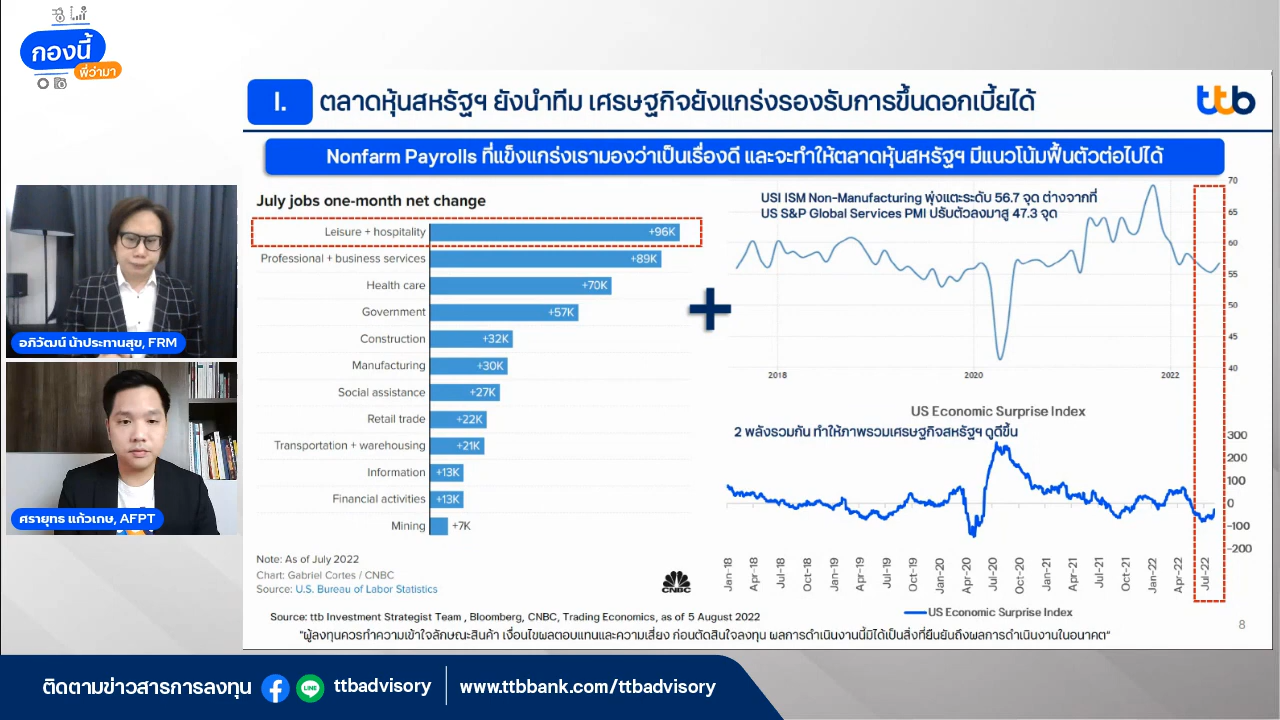 กองนี้
พี่ว่ามา
I. ตลาดหุ้นสหรัฐฯ ยังนำทีม เศรษฐกิจยังแกร่งรองรับการขึ้นดอกเบี้ยได้
ttb
Nonfarm Payrolls ที่แข็งแกร่งเรามองว่าเป็นเรื่องดี และจะทำให้ตลาดหุ้นสหรัฐฯ มีแนวโน้มฟื้นตัวต่อไปได้
July jobs one-month net change
Leisure + hospitality +96K
Professional + business services +89K
Health care +70K
Government +57K
Construction +32K
Manufacturing +30K
Social assistance +27K
Retail trade +22K
Transportation + warehousing +21K
Information +13K
Financial activities +13K
Mining +7K
Note: As of July 2022
Chart: Gabriel Cortes / CNBC
Source: U.S. Bureau of Labor Statistics
CNBC
+
USI ISM Non-Manufacturing พุ่งแตะระดับ 56.7 จุด ต่างจากที่
US S&P Global Services PMI ปรับตัวลงมาสู 47.3 จุด
70
65
60
55
50
45
40
2018 2020 2022
US Economic Surprise Index
2 พลังรวมกัน ทำให้ภาพรวมเศรษฐกิจสหรัฐฯ ดูดีขึ้น
300
200
100
0
-100
-200
Jan-18 Apr-18 Jul-18 Oct-18 Jan-19 Apr-19 Jul-19 Oct-19 Jan-20 Apr-20 Jul-20 Oct-20 Jan-21 Apr-21 Jul-21 Oct-21 Jan-22 Apr-22 Jul-22
US Economic Surprise Index
Source: ttb Investment Strategist Team , Bloomberg, CNBC, Trading Economics, as of 5 August 2022
"ผู้ลงทุนควรทำความเข้าใจลักษณะสินค้า เงื่อนไขผลตอบแทนและความเสี่ยง ก่อนตัดสินใจลงทุน ผลการดำเนินงานนี้มิได้เป็นสิ่งที่ยืนยันถึงผลการดำเนินงานในอนาคต"
8
อภิวัฒน์ น้าประทานสุข, FRM
ศรายุทธ แก้วเกษ, AFPT
ติดตามข่าวสารการลงทุน f LINE ttbadvisory www.ttbbank.com/ttbadvisory